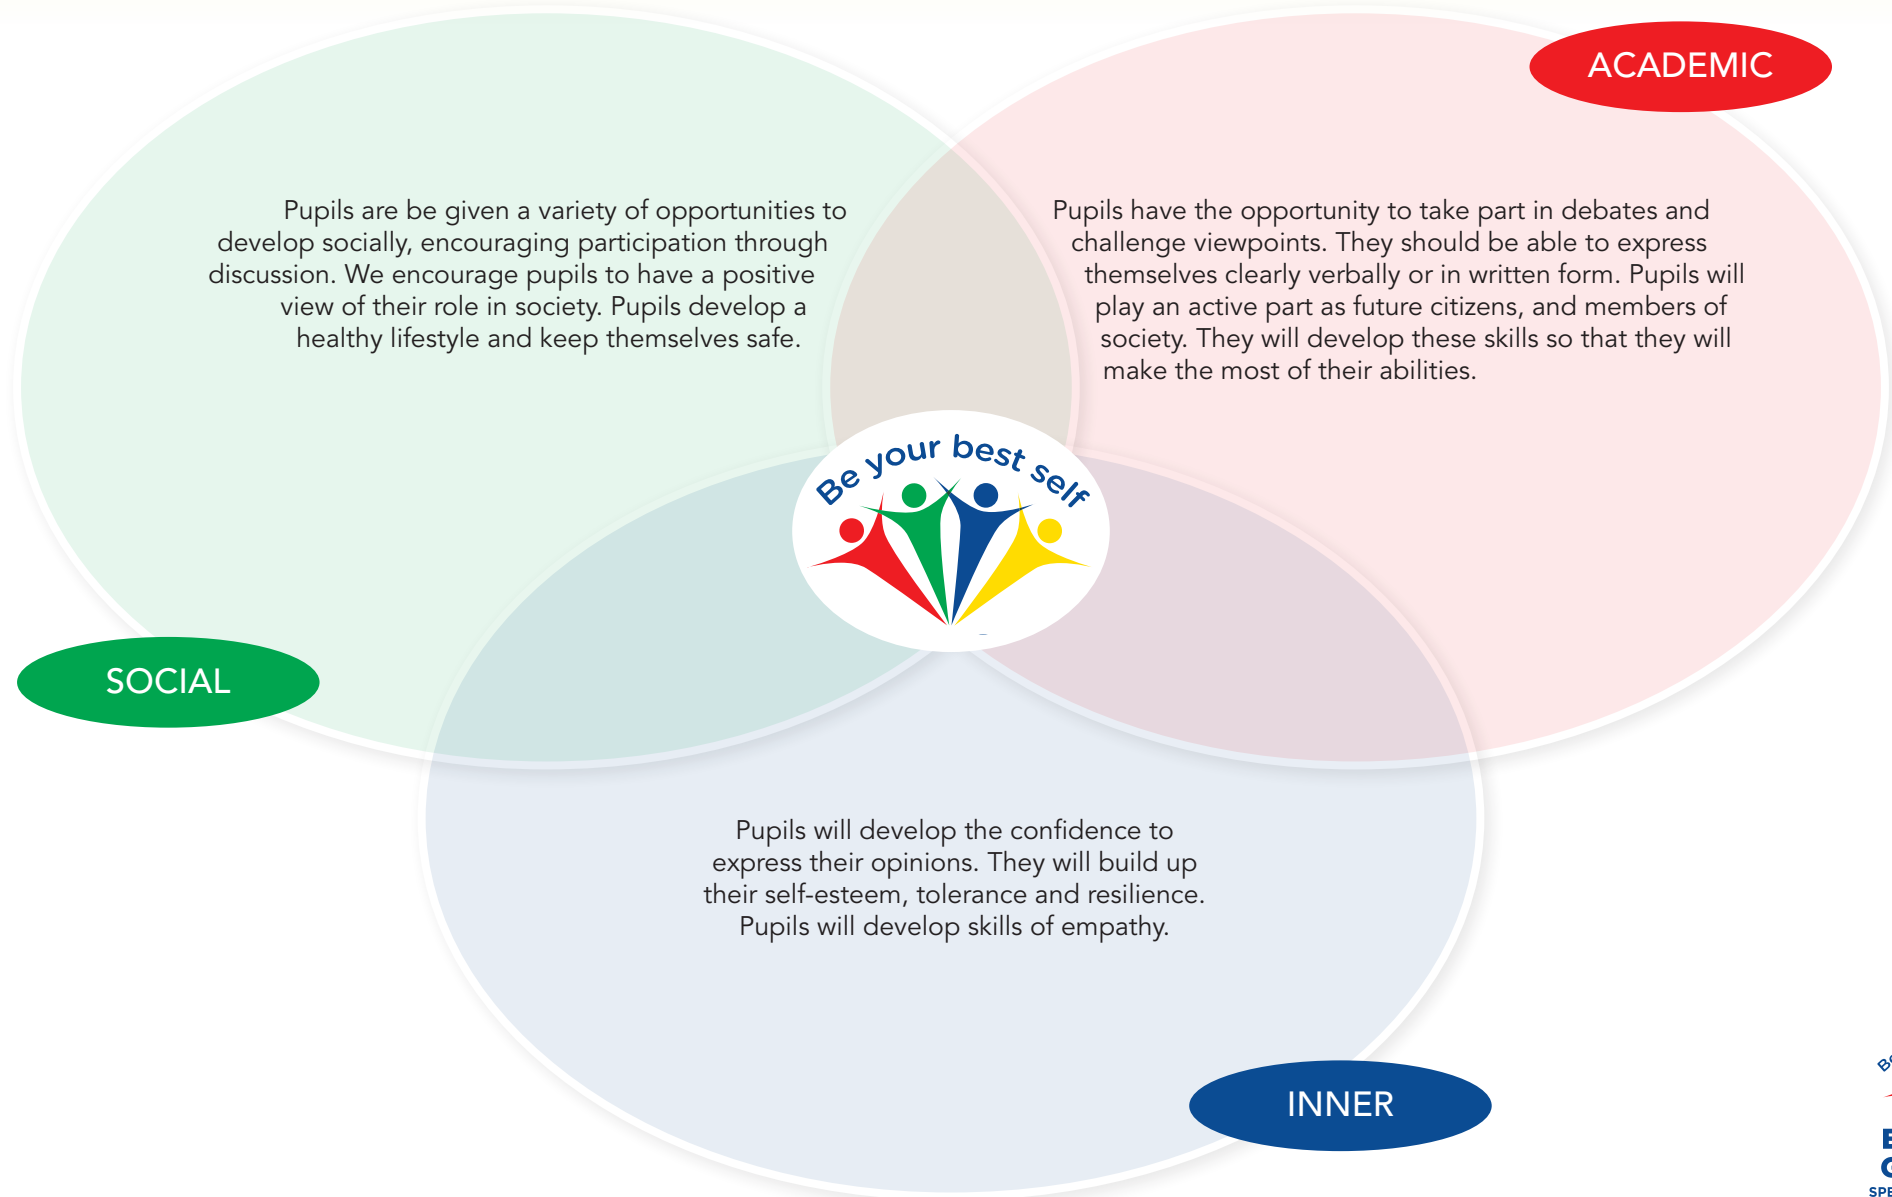 ACADEMIC
Pupils are be given a variety of opportunities to
develop socially, encouraging participation through
discussion. We encourage pupils to have a positive
view of their role in society. Pupils develop a
healthy lifestyle and keep themselves safe.
Pupils have the opportunity to take part in debates and
challenge viewpoints. They should be able to express
themselves clearly verbally or in written form. Pupils will
play an active part as future citizens, and members of
society. They will develop these skills so that they will
make the most of their abilities.
Be your best self
SOCIAL
Pupils will develop the confidence to
express their opinions. They will build up
their self-esteem, tolerance and resilience.
Pupils will develop skills of empathy.
INNER